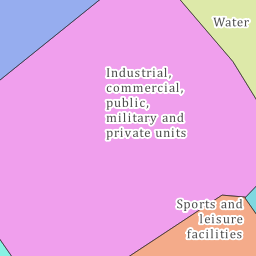 Water
Industrial,
commercial,
public,
military and
private units
Sports and
leisure
facilities